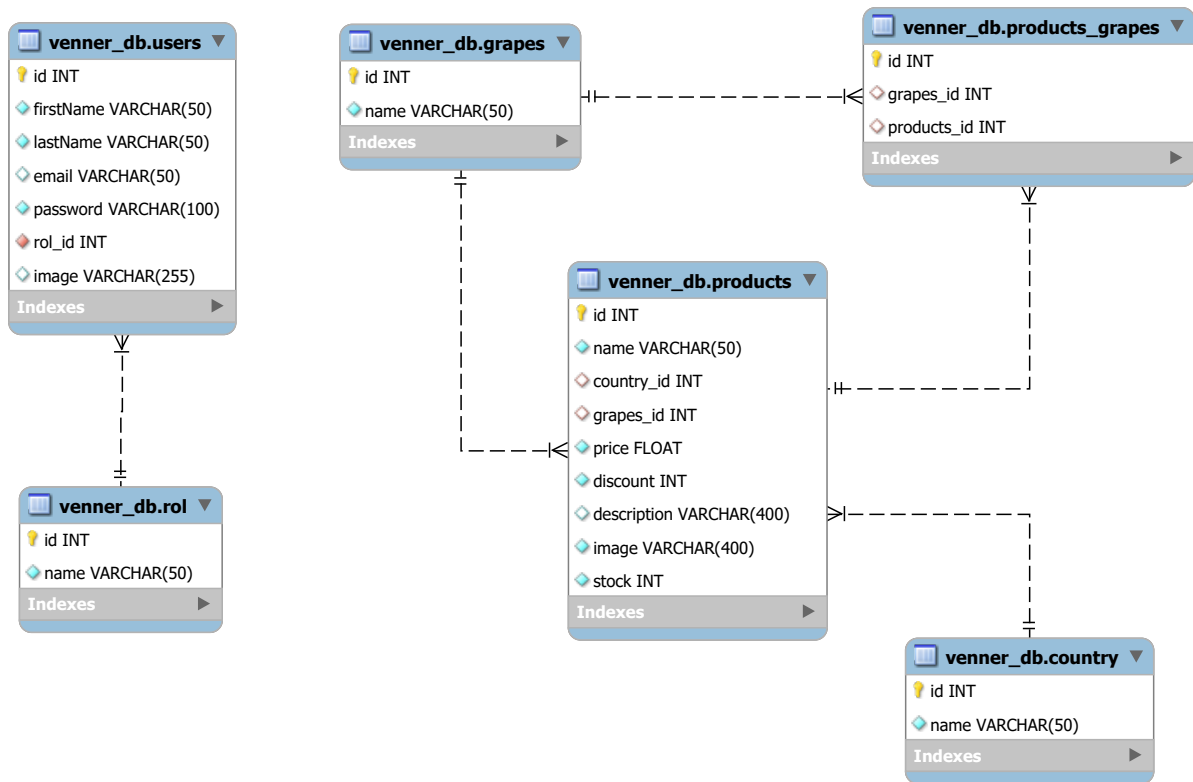 venner_db.users
id INT
firstName VARCHAR(50)
lastName VARCHAR(50)
email VARCHAR(50)
password VARCHAR(100)
rol_id INT
image VARCHAR(255)
Indexes
venner_db.grapes
id INT
name VARCHAR(50)
Indexes
venner_db.products_grapes
id INT
grapes_id INT
products_id INT
Indexes
venner_db.products
id INT
name VARCHAR(50)
country_id INT
grapes_id INT
price FLOAT
discount INT
description VARCHAR(400)
image VARCHAR(400)
stock INT
Indexes
venner_db.rol
id INT
name VARCHAR(50)
Indexes
venner_db.country
id INT
name VARCHAR(50)
Indexes